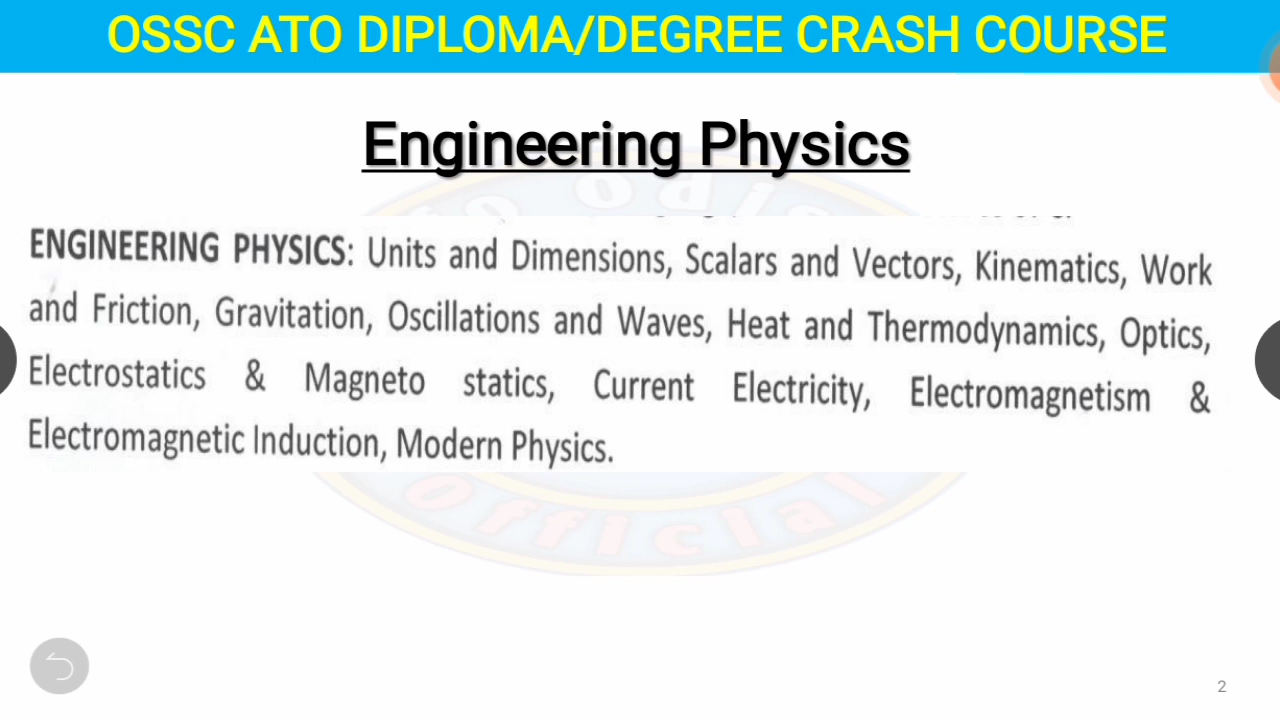 OSSC ATO DIPLOMA/DEGREE CRASH COURSE
Engineering Physics
ENGINEERING PHYSICS: Units and Dimensions, Scalars and Vectors, Kinematics, Work
and Friction, Gravitation, Oscillations and Waves, Heat and Thermodynamics, Optics,
Electrostatics & Magneto statics, Current Electricity, Electromagnetism &
Electromagnetic Induction, Modern Physics.
Official
2